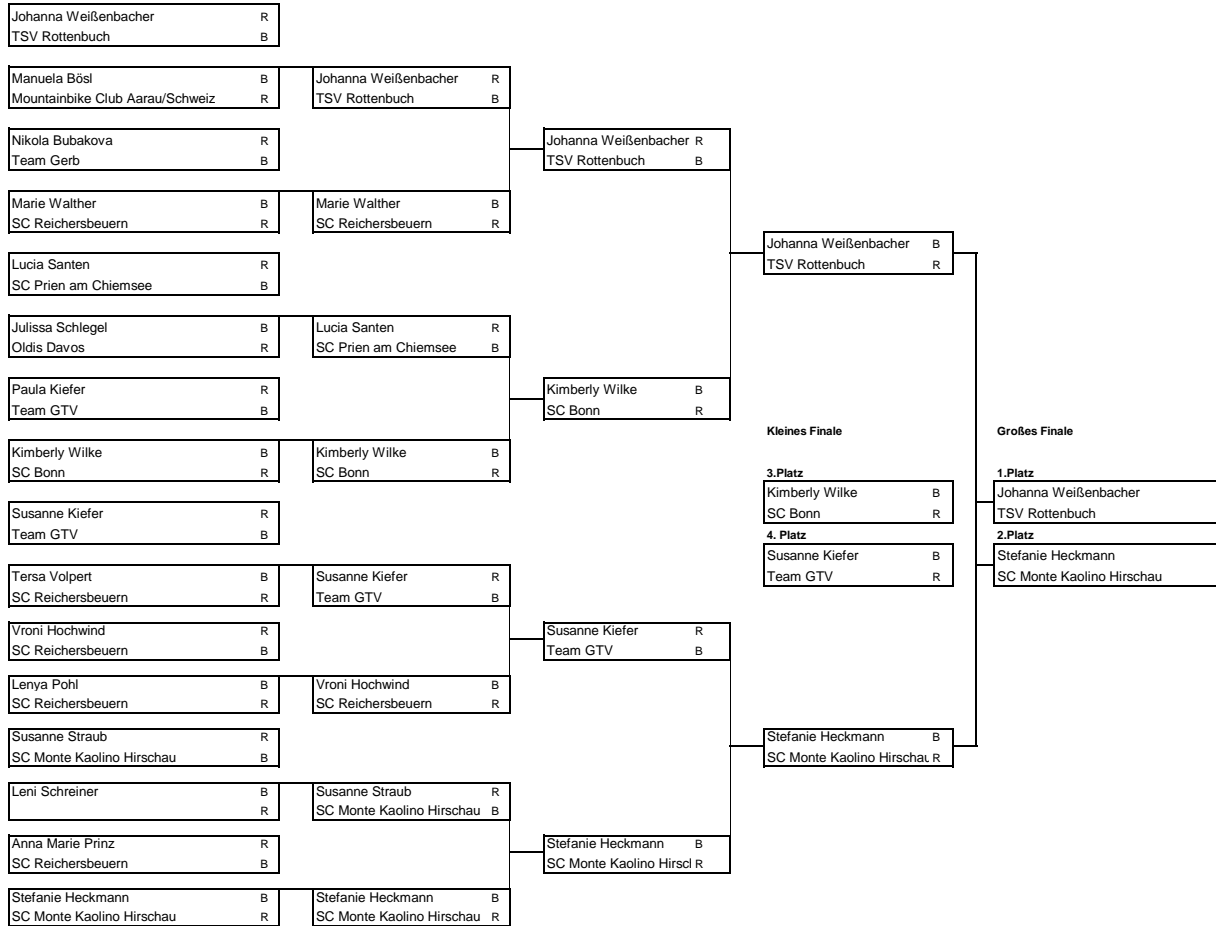 Johanna Weißenbacher R
TSV Rottenbuch B
Manuela Bösl B
Mountainbike Club Aarau/Schweiz R
Nikola Bubakova R
Team Gerb B
Marie Walther B
SC Reichersbeuern R
Lucia Santen R
SC Prien am Chiemsee B
Julissa Schlegel B
Oldis Davos R
Paula Kiefer R
Team GTV B
Kimberly Wilke B
SC Bonn R
Susanne Kiefer R
Team GTV B
Tersa Volpert B
SC Reichersbeuern R
Vroni Hochwind R
SC Reichersbeuern B
Lenya Pohl B
SC Reichersbeuern R
Susanne Straub R
SC Monte Kaolino Hirschau B
Leni Schreiner B
R
Anna Marie Prinz R
SC Reichersbeuern B
Stefanie Heckmann B
SC Monte Kaolino Hirschau R
Johanna Weißenbacher R
TSV Rottenbuch B
Marie Walther B
SC Reichersbeuern R
Lucia Santen R
SC Prien am Chiemsee B
Kimberly Wilke B
SC Bonn R
Susanne Kiefer R
Team GTV B
Vroni Hochwind B
SC Reichersbeuern R
Susanne Straub R
SC Monte Kaolino Hirschau B
Stefanie Heckmann B
SC Monte Kaolino Hirschau R
Johanna Weißenbacher R
TSV Rottenbuch B
Kimberly Wilke B
SC Bonn R
Susanne Kiefer R
Team GTV B
Stefanie Heckmann B
SC Monte Kaolino Hirscl R
Johanna Weißenbacher B
TSV Rottenbuch R
Kleines Finale
3.Platz
Kimberly Wilke B
SC Bonn R
4. Platz
Susanne Kiefer B
Team GTV R
Stefanie Heckmann B
SC Monte Kaolino Hirschau R
Großes Finale
1.Platz
Johanna Weißenbacher
TSV Rottenbuch
2.Platz
Stefanie Heckmann
SC Monte Kaolino Hirschau